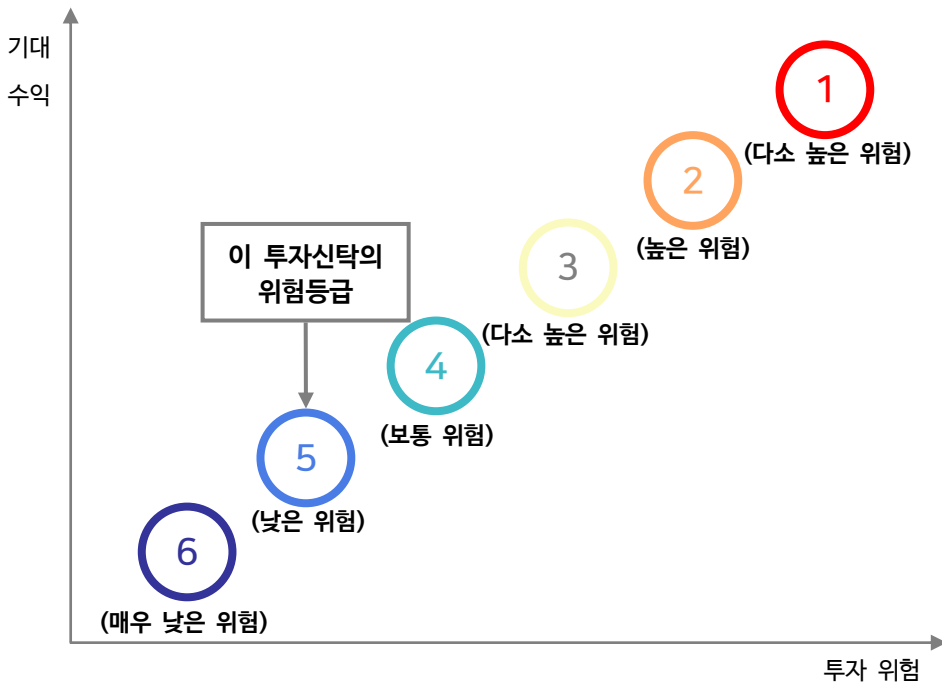 기대
수익
1
(다소 높은 위험)
2
(높은 위험)
이 투자신탁의
위험등급
3
(다소 높은 위험)
4
(보통 위험)
5
(낮은 위험)
6
(매우 낮은 위험)
투자 위험